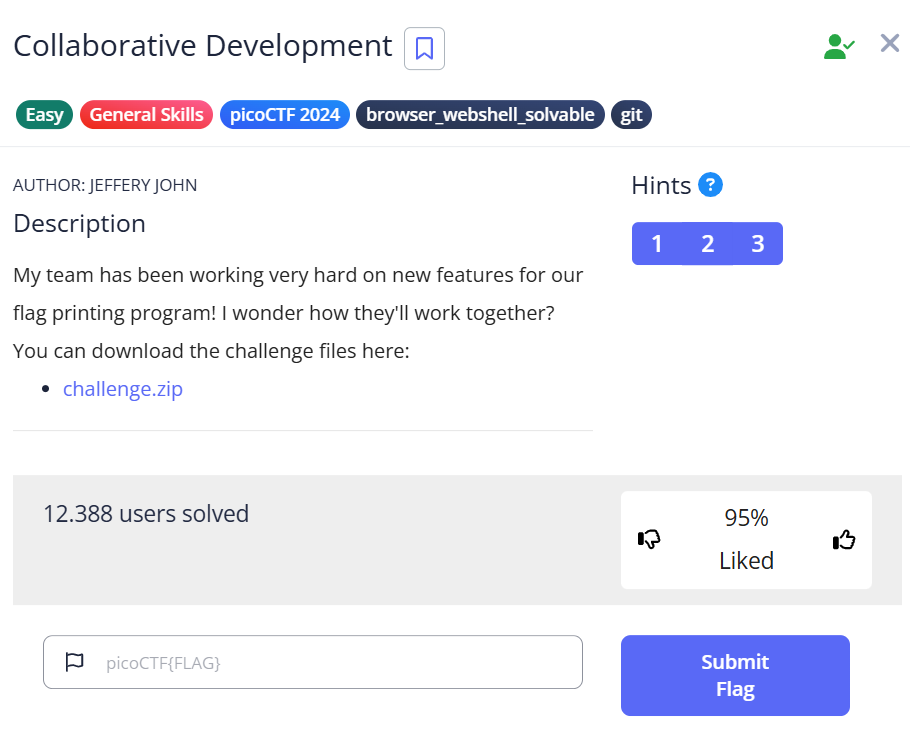 Collaborative Development
Easy
General Skills
picoCTF 2024
browser_webshell_solvable
git
AUTHOR: JEFFERY JOHN
Description
My team has been working very hard on new features for our
flag printing program! I wonder how they'll work together?
You can download the challenge files here:
challenge.zip
Hints ?
1 2 3
12.388 users solved
95%
Liked
picoCTF{FLAG}
Submit
Flag